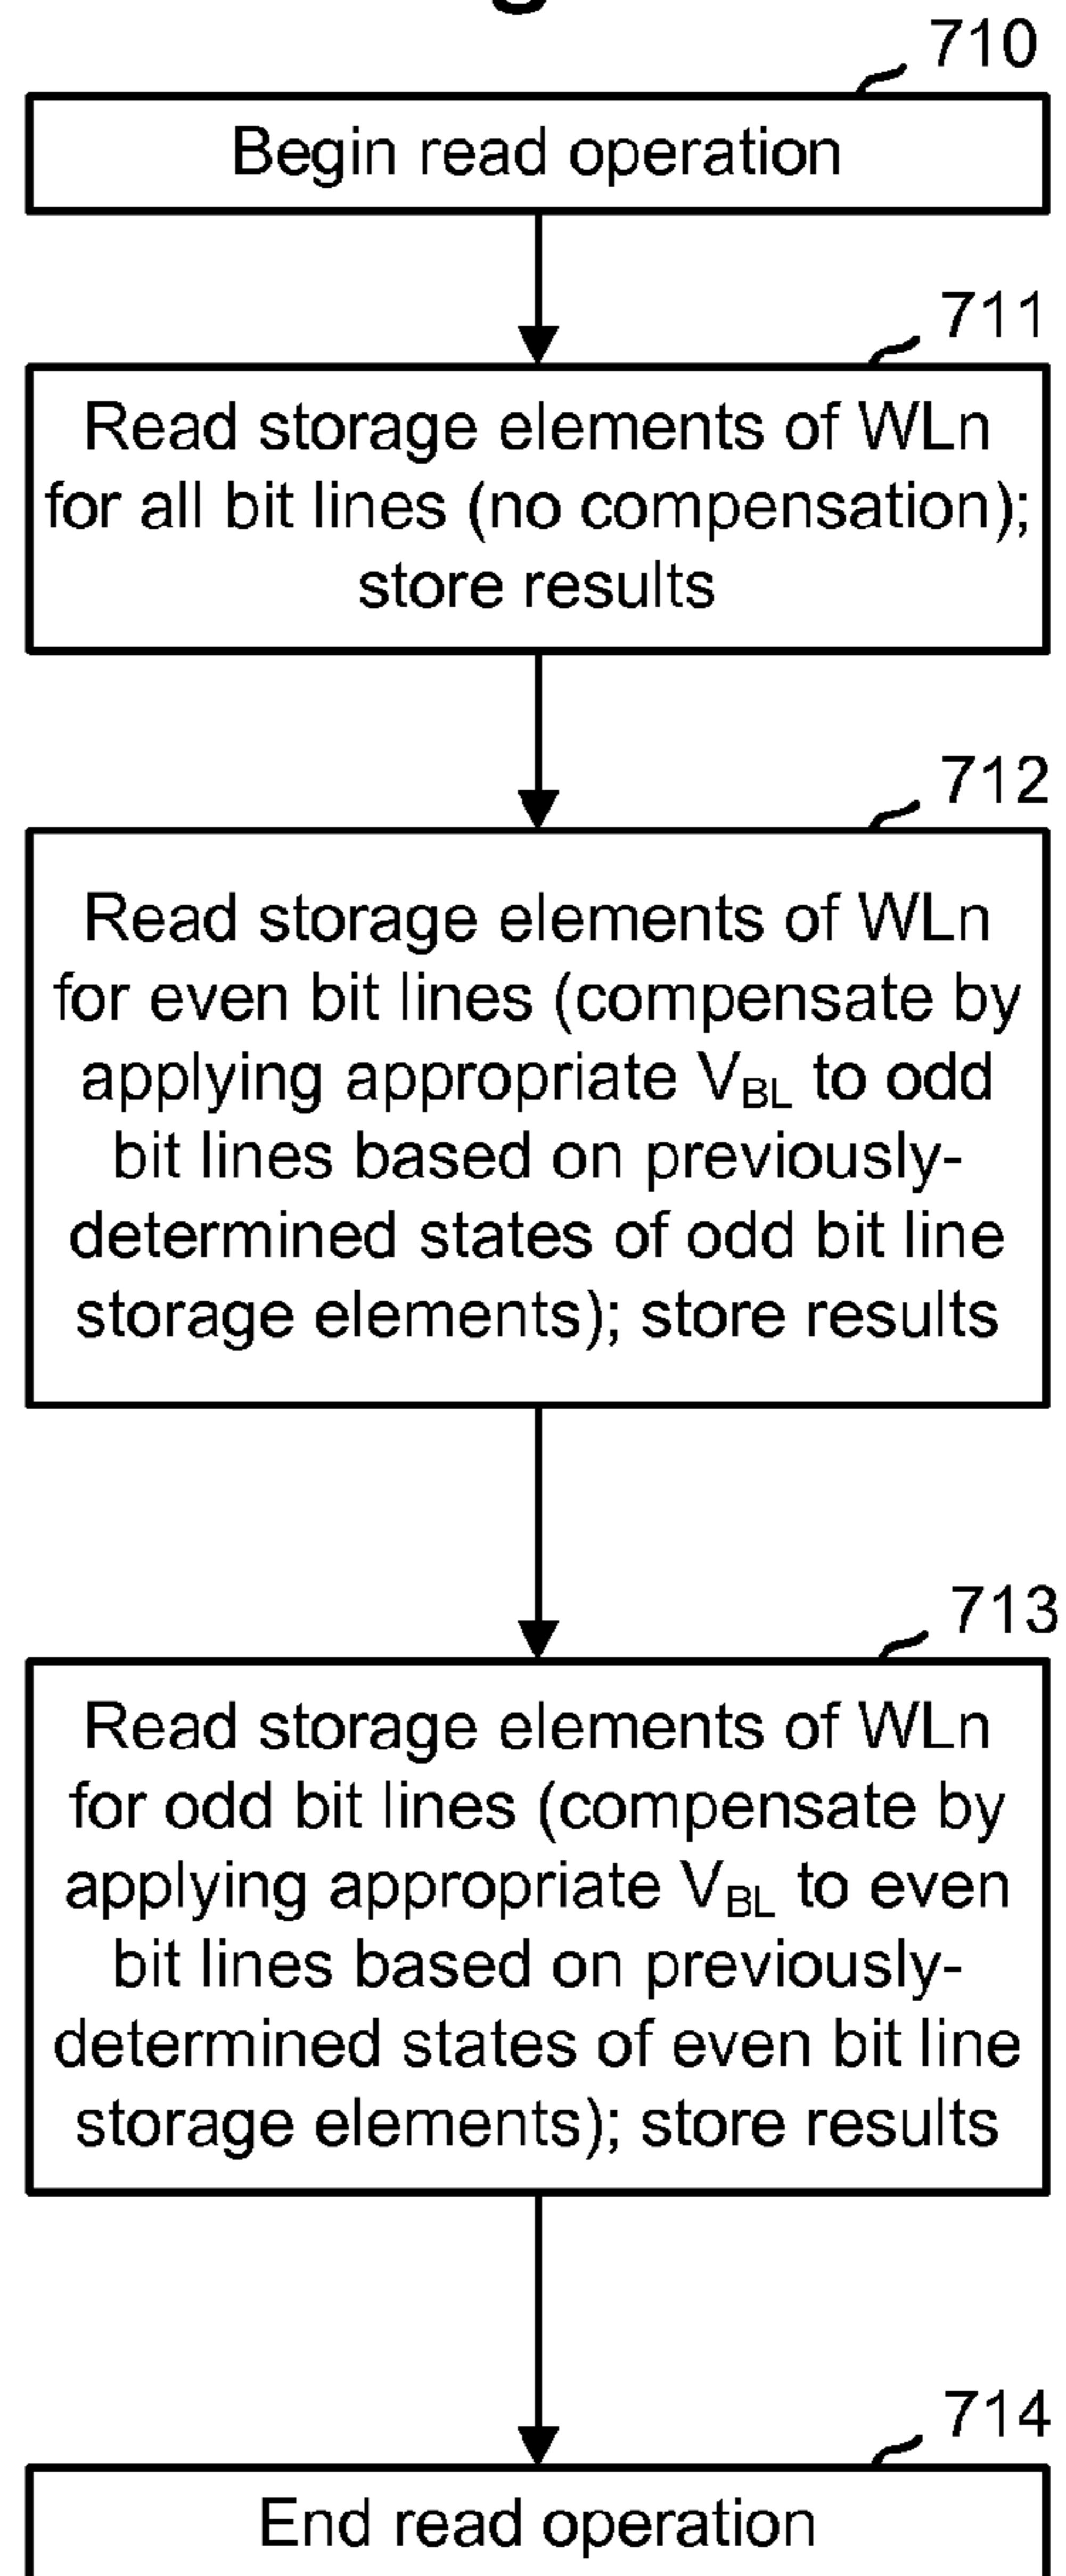 710
Begin read operation
711
Read storage elements of WLn
for all bit lines (no compensation);
store results
712
Read storage elements of WLn
for even bit lines (compensate by
applying appropriate VBL to odd
bit lines based on previously-
determined states of odd bit line
storage elements); store results
713
Read storage elements of WLn
for odd bit lines (compensate by
applying appropriate VBL to even
bit lines based on previously-
determined states of even bit line
storage elements); store results
714
End read operation